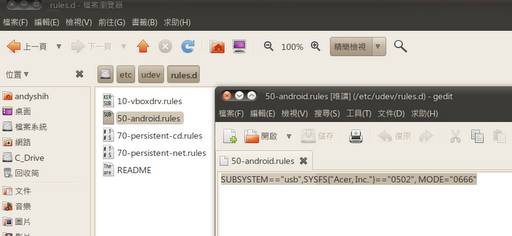 rules.d - 檔案瀏覽器
檔案(F) 編輯(E) 檢視(V) 前往(G) 書籤(B) 求助(H)
上一頁 下一頁 100% 精簡檢視
位置 etc udev rules.d
andyshih
桌面
檔案系統
網路
C_Drive
回收筒
文件
音樂
圖片
影片
10-vboxdrv.rules
50-android.rules
70-persistent-cd.rules
70-persistent-net.rules
README
50-android.rules [唯讀] (/etc/udev/rules.d) - gedit
檔案(F) 編輯(E) 檢視(V) 搜尋(S) 工具(T) 文件(D) 求助(H)
開啟 儲存 復原
50-android.rules
SUBSYSTEM=="usb",SYSFS{"Acer, Inc."}=="0502", MODE="0666"